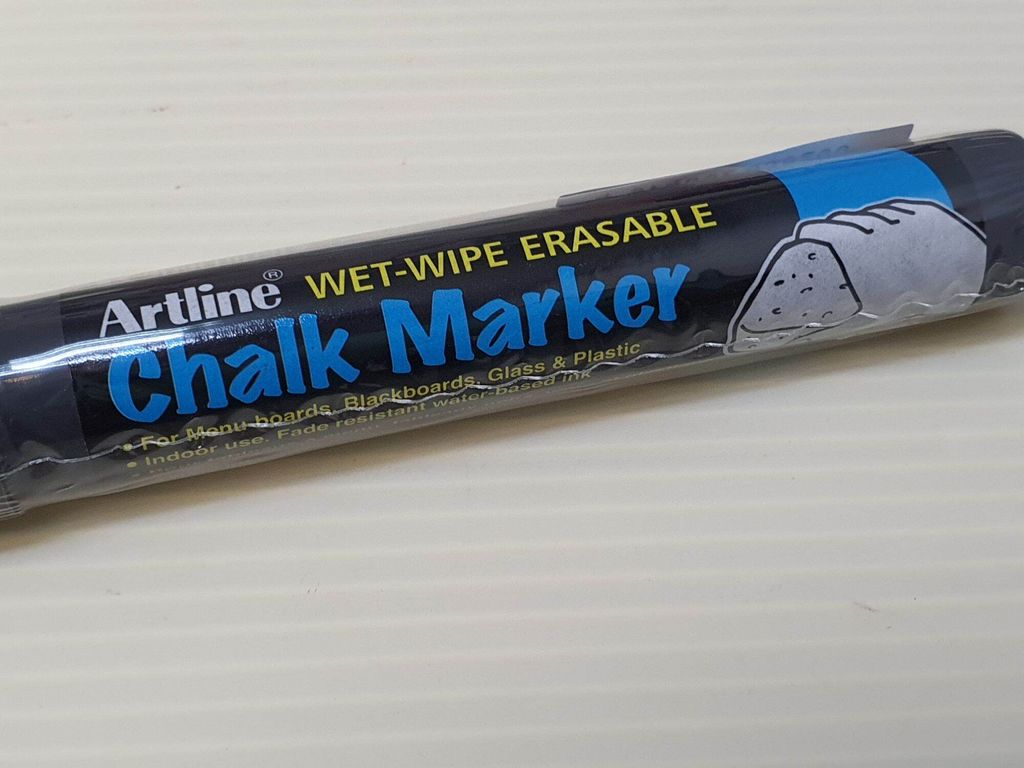 Artline® WET-WIPE ERASABLE
Chalk Marker
• For Menu boards, Blackboards, Glass & Plastic
• Indoor use. Fade resistant water-based ink